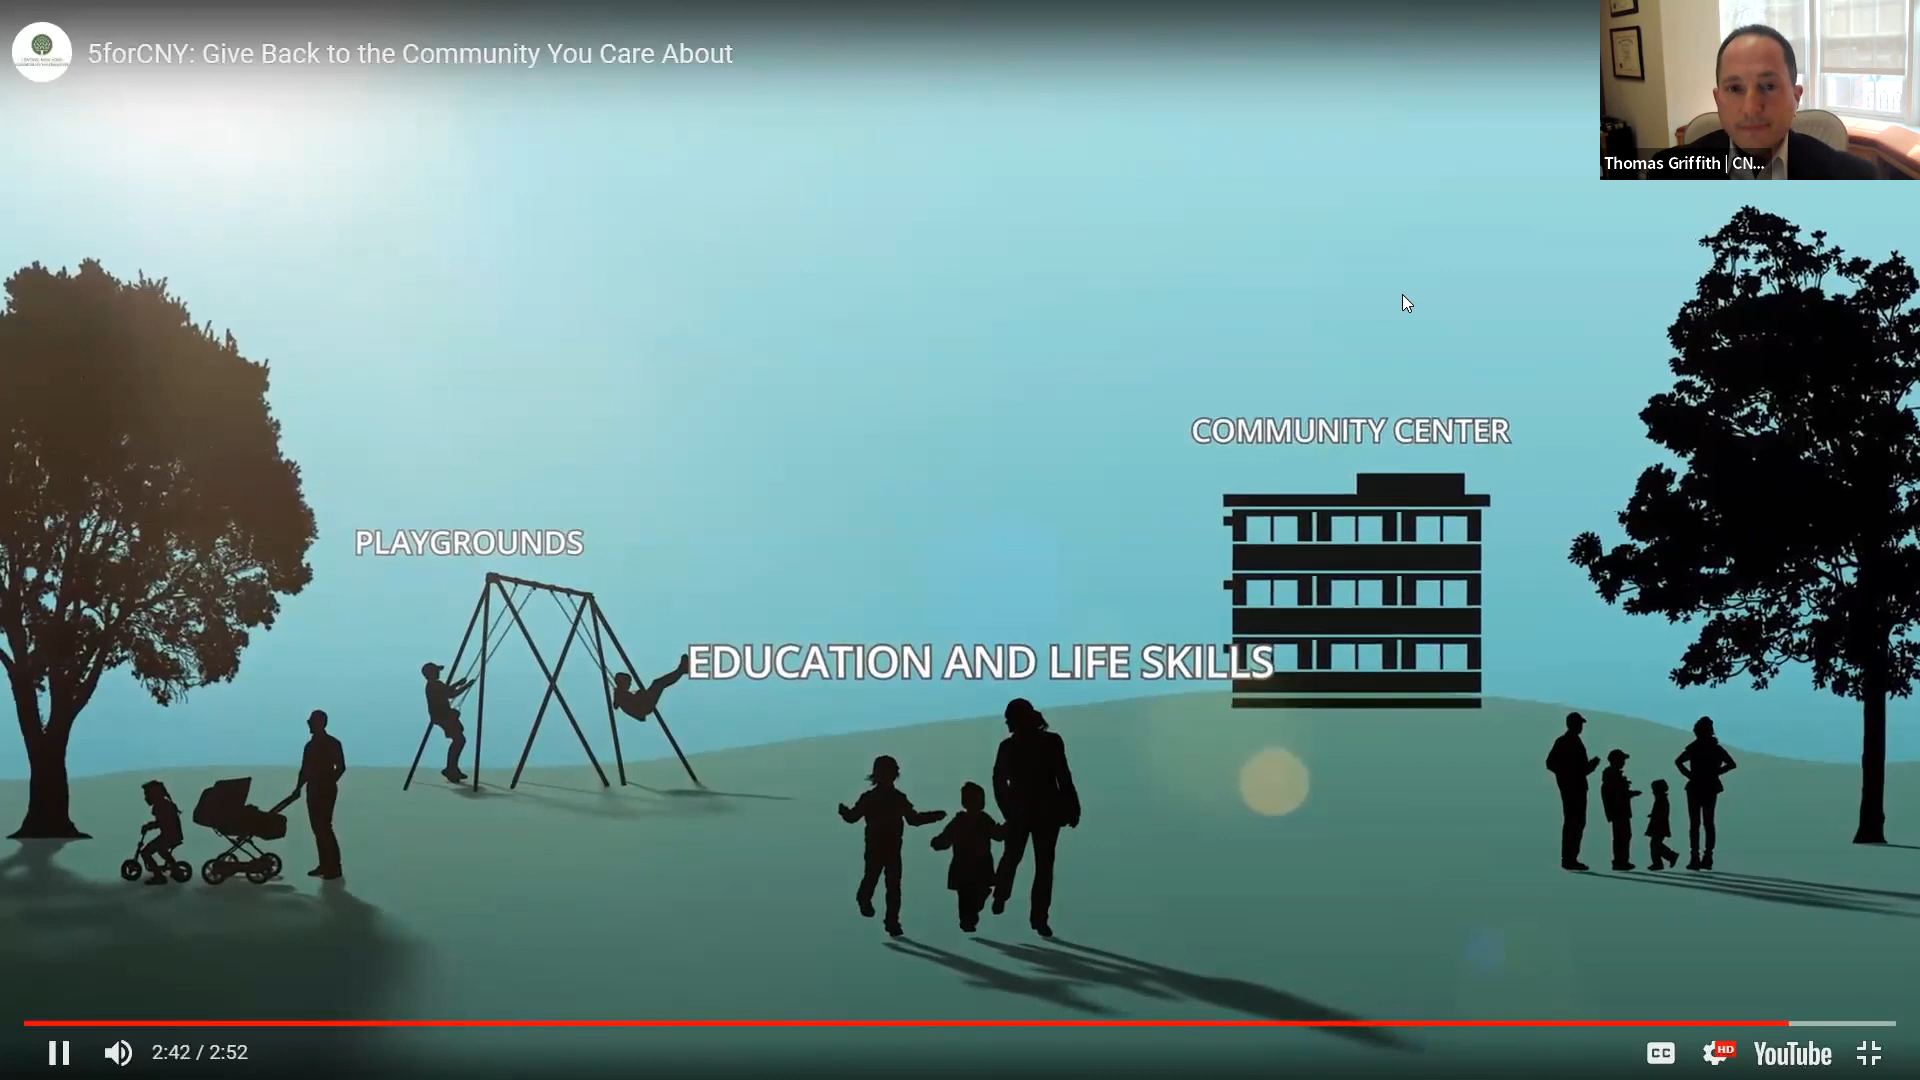 5forCNY: Give Back to the Community You Care About
Thomas Griffith | CN...
COMMUNITY CENTER
PLAYGROUNDS
EDUCATION AND LIFE SKILLS
2:42 / 2:52
CC
HD
YouTube